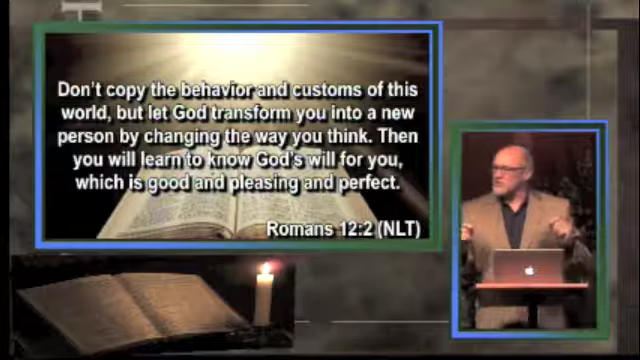 Don't copy the behavior and customs of this
world, but let God transform you into a new
person by changing the way you think. Then
you will learn to know God's will for you,
which is good and pleasing and perfect.
Romans 12:2 (NLT)